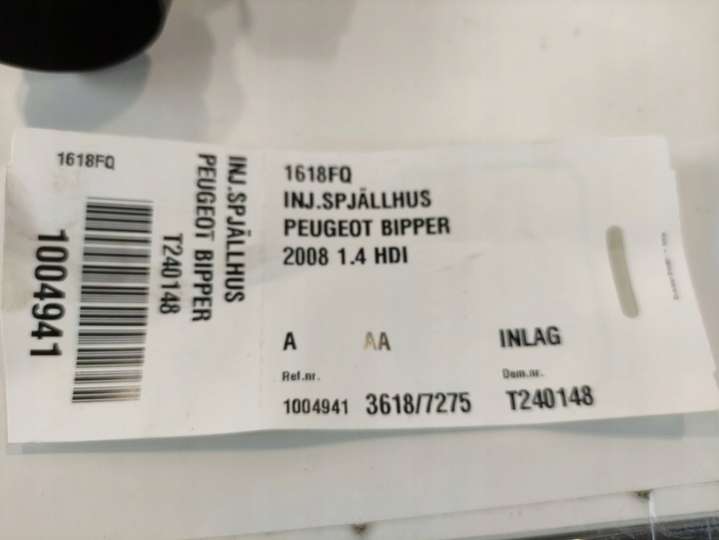 1618FQ
INJ.SPJÄLLHUS
PEUGEOT BIPPER
T240148
1004941
1618FQ
INJ.SPJÄLLHUS
PEUGEOT BIPPER
2008 1.4 HDI
A AA INLAG
Ref.nr. Dem.nr.
1004941 3618/7275 T240148